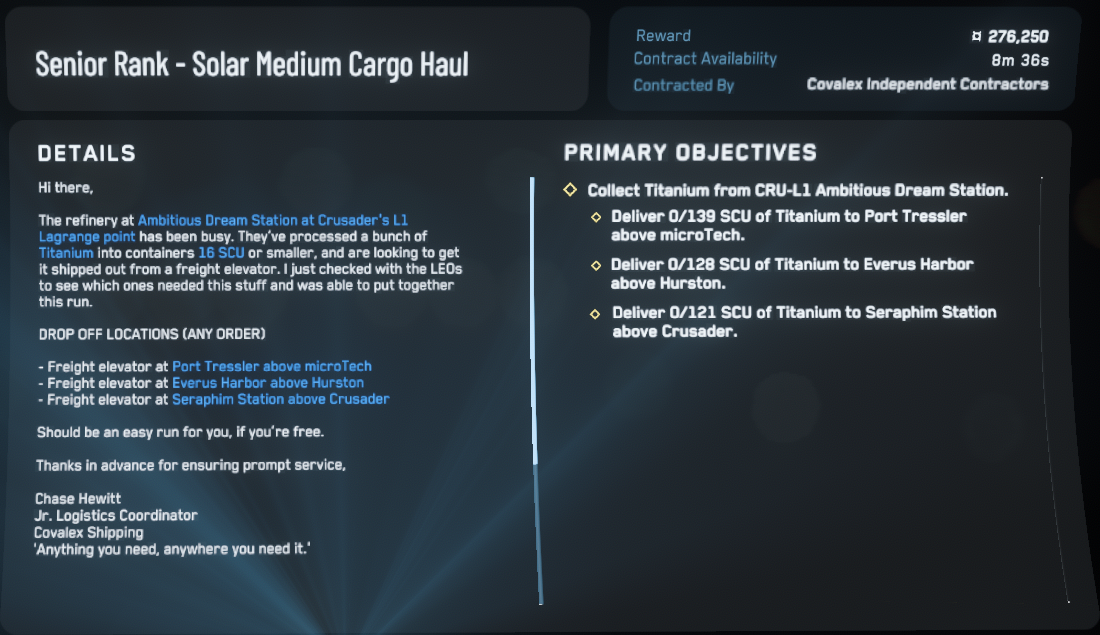 Senior Rank - Solar Medium Cargo Haul
Reward ¤ 276,250
Contract Availability 8m 36s
Contracted By Covalex Independent Contractors
DETAILS
Hi there,
The refinery at Ambitious Dream Station at Crusader's L1
Lagrange point has been busy. They've processed a bunch of
Titanium into containers 16 SCU or smaller, and are looking to get
it shipped out from a freight elevator. I just checked with the LEOs
to see which ones needed this stuff and was able to put together
this run.
DROP OFF LOCATIONS (ANY ORDER)
- Freight elevator at Port Tressler above microTech
- Freight elevator at Everus Harbor above Hurston
- Freight elevator at Seraphim Station above Crusader
Should be an easy run for you, if you're free.
Thanks in advance for ensuring prompt service,
Chase Hewitt
Jr. Logistics Coordinator
Covalex Shipping
'Anything you need, anywhere you need it.'
PRIMARY OBJECTIVES
Collect Titanium from CRU-L1 Ambitious Dream Station.
Deliver 0/139 SCU of Titanium to Port Tressler
above microTech.
Deliver 0/128 SCU of Titanium to Everus Harbor
above Hurston.
Deliver 0/121 SCU of Titanium to Seraphim Station
above Crusader.